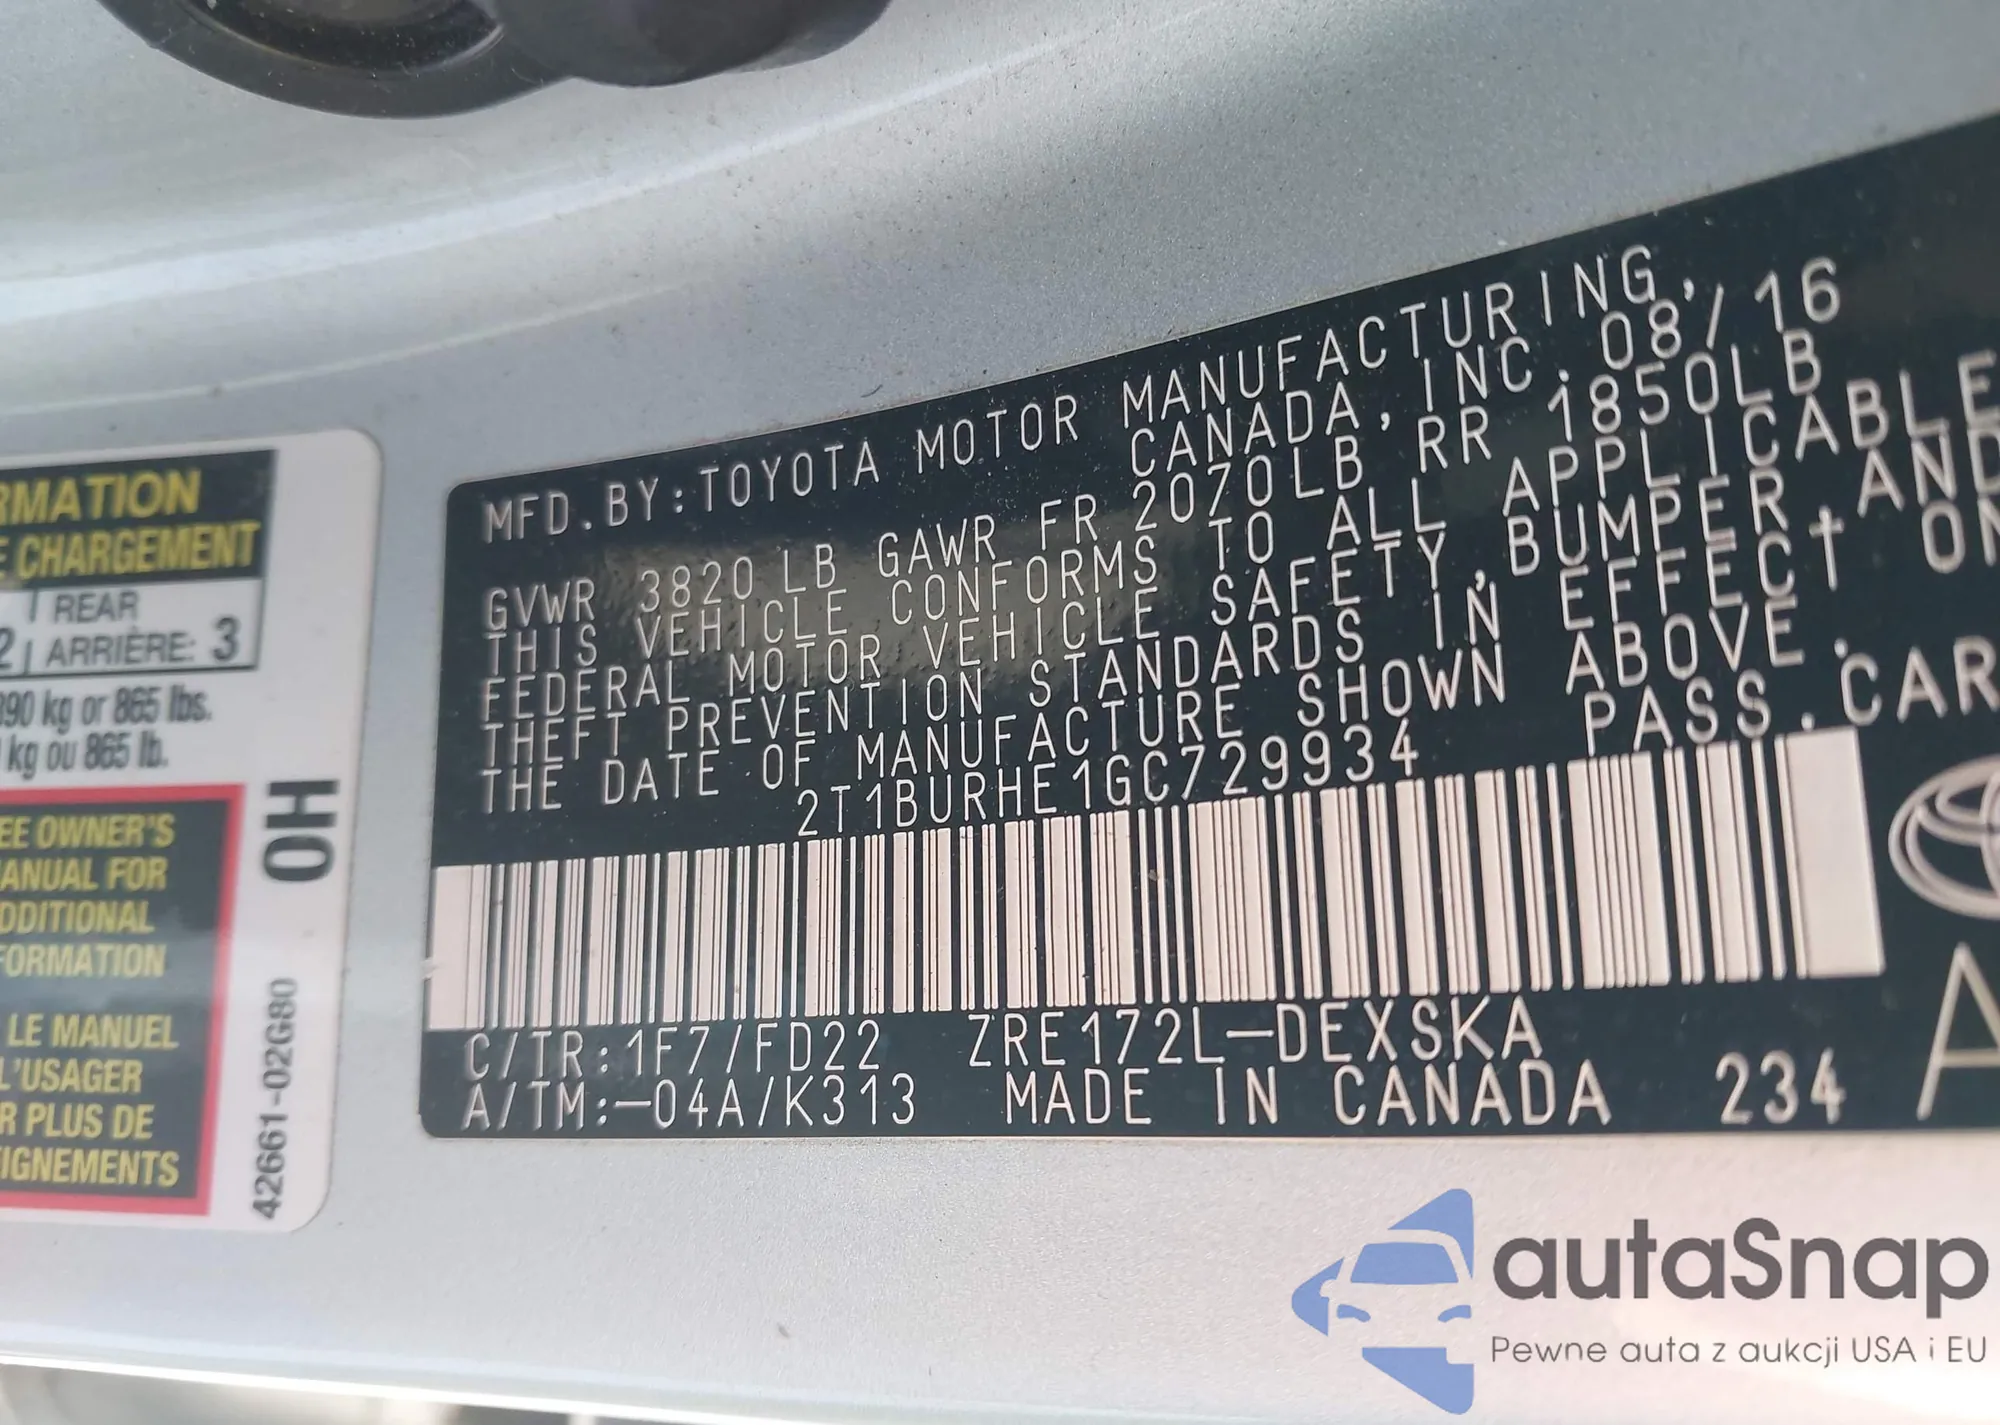 RMATION
E CHARGEMENT
REAR
2 ARRIÈRE: 3
390 kg or 865 lbs.
kg ou 865 lb.
EE OWNER'S
ANUAL FOR
DDITIONAL
FORMATION
LE MANUEL
L'USAGER
R PLUS DE
EIGNEMENTS
0H
42661-02G80
MFD.BY:TOYOTA MOTOR MANUFACTURING,
CANADA,INC. 08/16
GVWR 3820 LB GAWR FR 2070LB RR 1850LB
THIS VEHICLE CONFORMS TO ALL APPLICABLE
FEDERAL MOTOR VEHICLE SAFETY,BUMPER AND
THEFT PREVENTION STANDARDS IN EFFECT ON
THE DATE OF MANUFACTURE SHOWN ABOVE.
2T1BURHE1GC729934 PASS.CAR
C/TR:1F7/FD22 ZRE172L-DEXSKA
A/TM:-04A/K313 MADE IN CANADA 234
A
autaSnap
Pewne auta z aukcji USA i EU